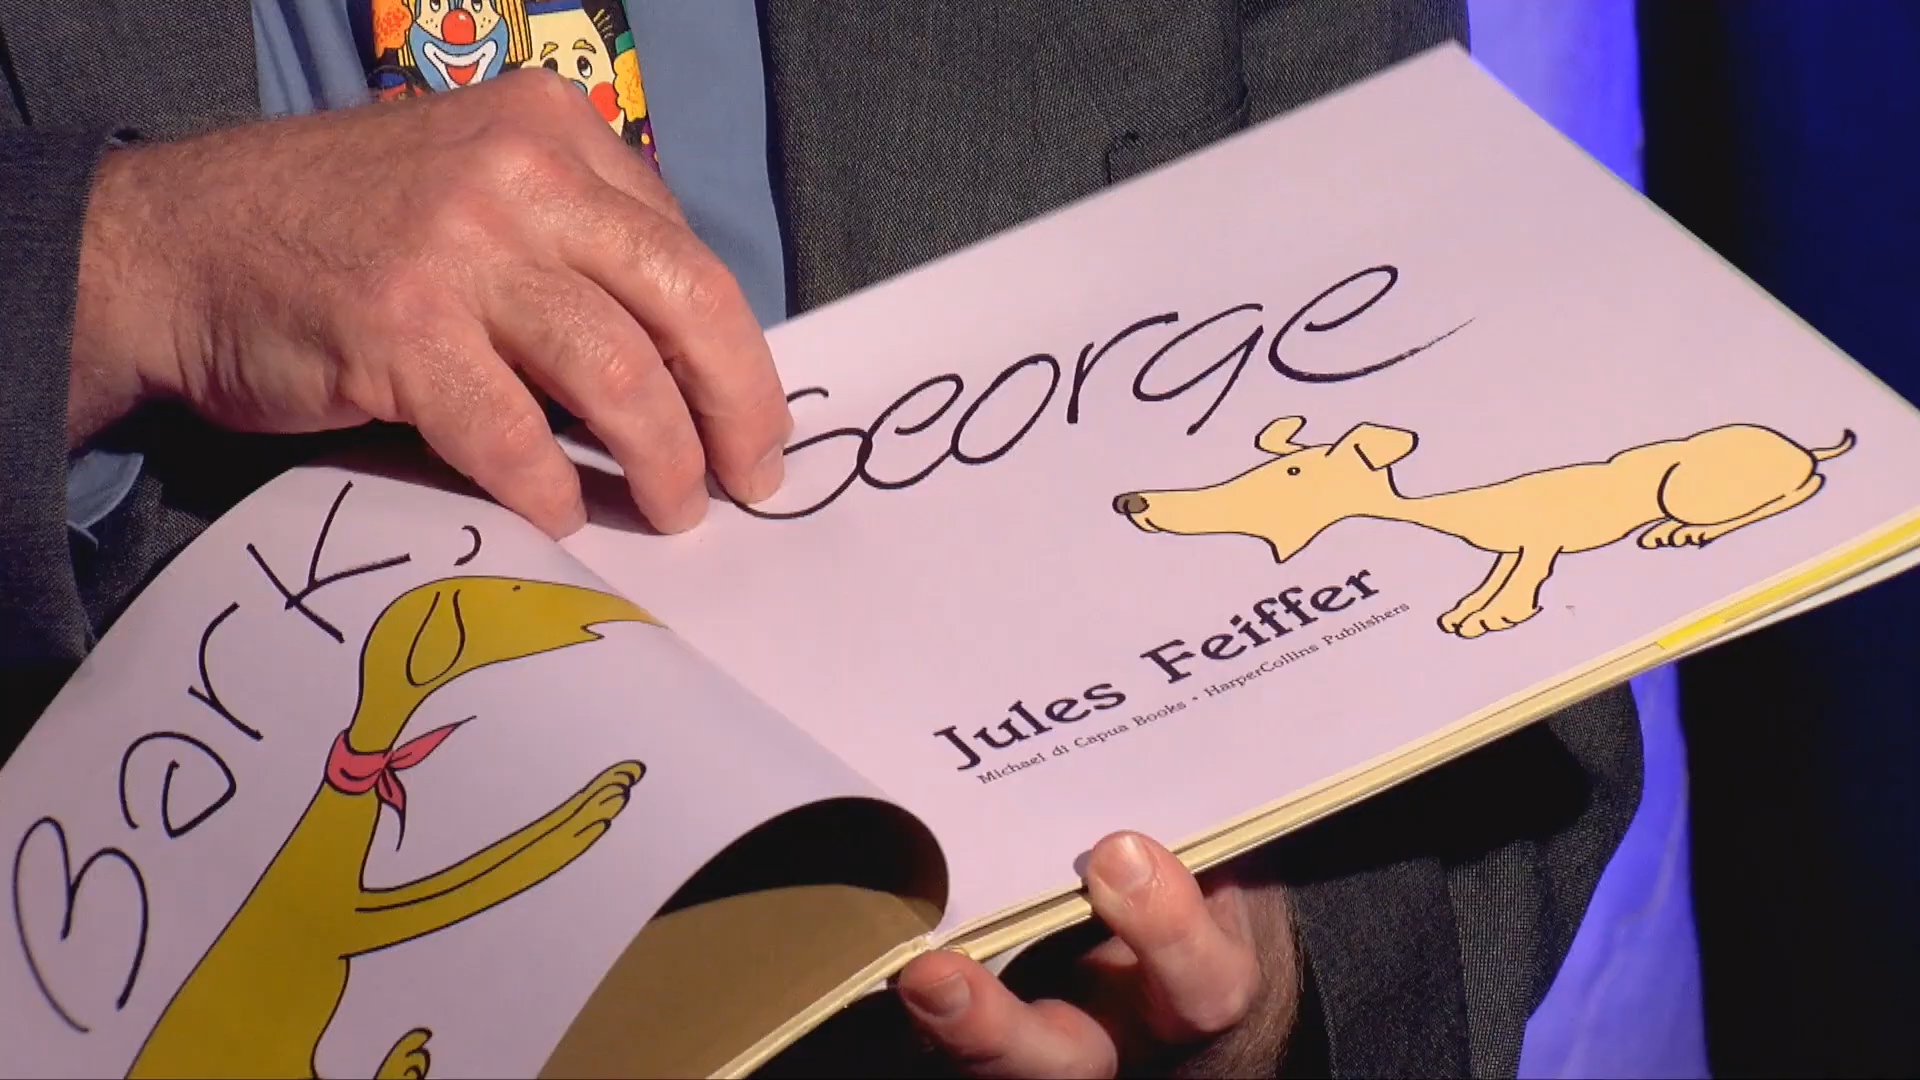 Bark,
George
Jules Feiffer
Michael di Capua Books • HarperCollins Publishers